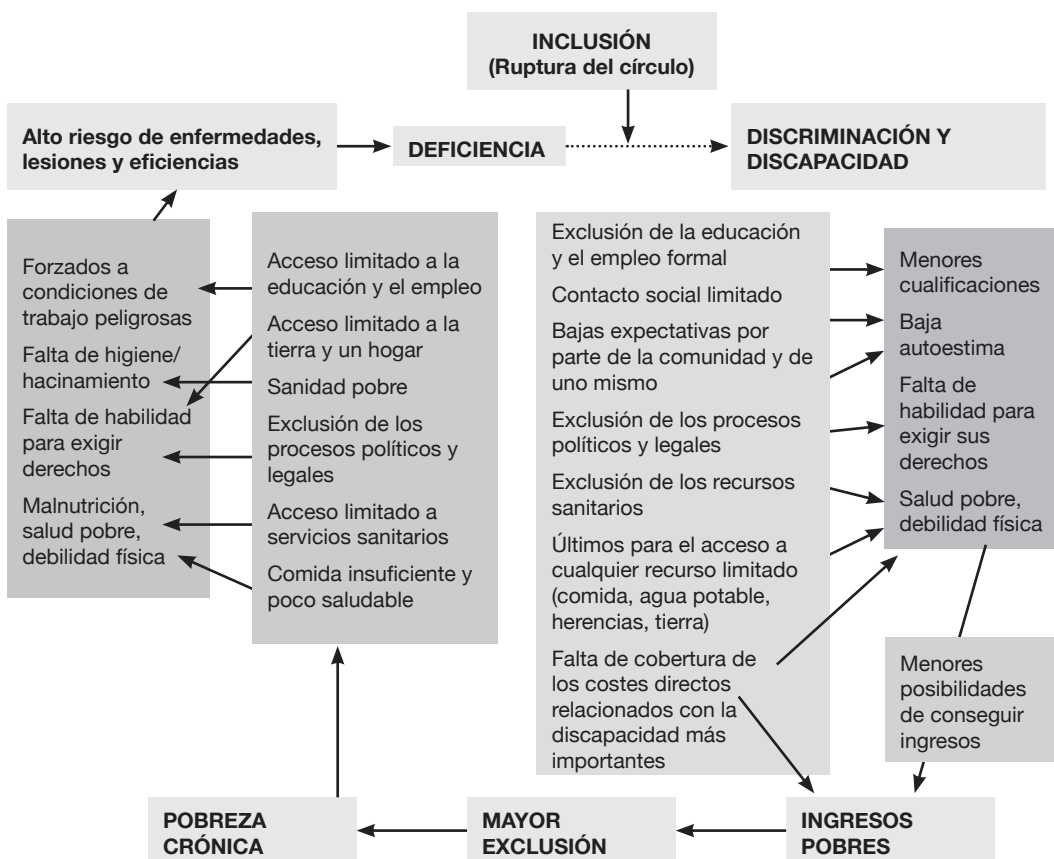 INCLUSIÓN
(Ruptura del círculo)
Alto riesgo de enfermedades,
lesiones y eficiencias
DEFICIENCIA
DISCRIMINACIÓN Y
DISCAPACIDAD
Forzados a
condiciones de
trabajo peligrosas
Falta de higiene/
hacinamiento
Falta de habilidad
para exigir
derechos
Malnutrición,
salud pobre,
debilidad física
Acceso limitado a la
educación y el empleo
Acceso limitado a la
tierra y un hogar
Sanidad pobre
Exclusión de los
procesos políticos y
legales
Acceso limitado a
servicios sanitarios
Comida insuficiente y
poco saludable
Exclusión de la educación
y el empleo formal
Contacto social limitado
Bajas expectativas por
parte de la comunidad y de
uno mismo
Exclusión de los procesos
políticos y legales
Exclusión de los recursos
sanitarios
Últimos para el acceso a
cualquier recurso limitado
(comida, agua potable,
herencias, tierra)
Falta de cobertura de
los costes directos
relacionados con la
discapacidad más
importantes
Menores
cualificaciones
Baja
autoestima
Falta de
habilidad para
exigir sus
derechos
Salud pobre,
debilidad física
Menores
posibilidades
de conseguir
ingresos
POBREZA
CRÓNICA
MAYOR
EXCLUSIÓN
INGRESOS
POBRES